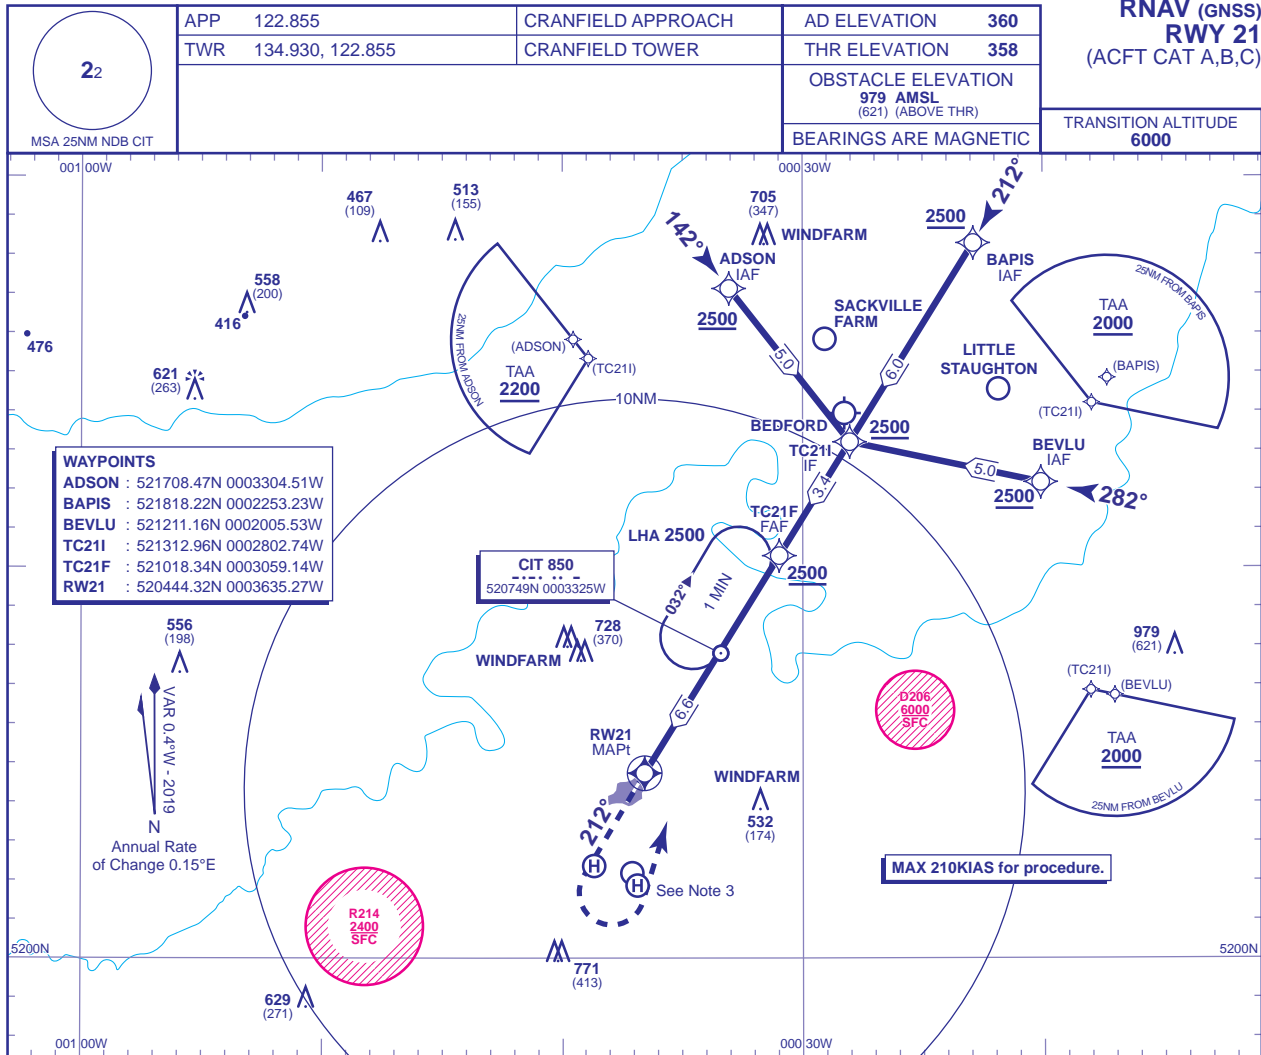 RNAV (GNSS)
RWY 21
(ACFT CAT A,B,C)
22
MSA 25NM NDB CIT
APP 122.855 CRANFIELD APPROACH
TWR 134.930, 122.855 CRANFIELD TOWER
AD ELEVATION 360
THR ELEVATION 358
OBSTACLE ELEVATION
979 AMSL
(621) (ABOVE THR)
BEARINGS ARE MAGNETIC
TRANSITION ALTITUDE
6000
001 00W
000 30W
467
(109)
513
(155)
705
(347)
WINDFARM
142°
ADSON
IAF
2500
2500
212°
BAPIS
IAF
558
(200)
416
476
621
(263)
25NM FROM ADSON
(ADSON)
(TC21I)
TAA
2200
SACKVILLE
FARM
LITTLE
STAUGHTON
25NM FROM BAPIS
TAA
2000
(BAPIS)
(TC21I)
5.0
6.0
10NM
BEDFORD
2500
TC21I
IF
BEVLU
IAF
5.0
2500
282°
3.4
WAYPOINTS
ADSON : 521708.47N 0003304.51W
BAPIS : 521818.22N 0002253.23W
BEVLU : 521211.16N 0002005.53W
TC21I : 521312.96N 0002802.74W
TC21F : 521018.34N 0003059.14W
RW21 : 520444.32N 0003635.27W
TC21F
FAF
LHA 2500
2500
CIT 850
520749N 0003325W
032°
1 MIN
556
(198)
728
(370)
WINDFARM
979
(621)
(TC21I)
(BEVLU)
TAA
2000
25NM FROM BEVLU
D206
6000
SFC
6.6
RW21
MAPt
VAR 0.4°W - 2019
N
Annual Rate
of Change 0.15°E
WINDFARM
532
(174)
212°
H
H
See Note 3
MAX 210KIAS for procedure.
R214
2400
SFC
5200N
5200N
771
(413)
629
(271)
001 00W
000 30W